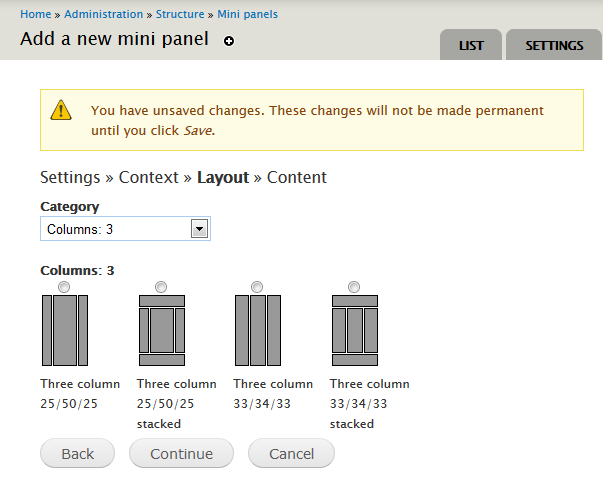 Home » Administration » Structure » Mini panels
Add a new mini panel
LIST
SETTINGS
You have unsaved changes. These changes will not be made permanent
until you click Save.
Settings » Context » Layout » Content
Category
Columns: 3
Columns: 3
Three column
25/50/25
Three column
25/50/25
stacked
Three column
33/34/33
Three column
33/34/33
stacked
Back
Continue
Cancel